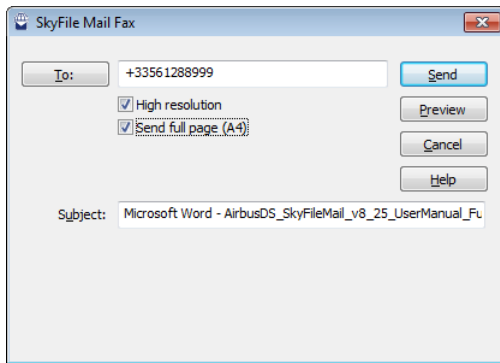 SkyFile Mail Fax
To: +33561288999 Send
High resolution
Preview
Send full page (A4)
Cancel
Help
Subject: Microsoft Word - AirbusDS_SkyFileMail_v8_25_UserManual_Fu